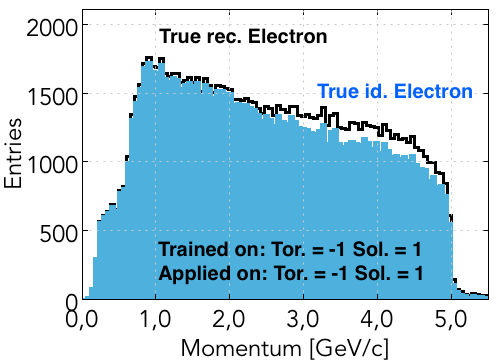 2000
True rec. Electron
True id. Electron
1500
Entries
1000
500
Trained on: Tor. = -1 Sol. = 1
Applied on: Tor. = -1 Sol. = 1
0
0,0 1,0 2,0 3,0 4,0 5,0
Momentum [GeV/c]